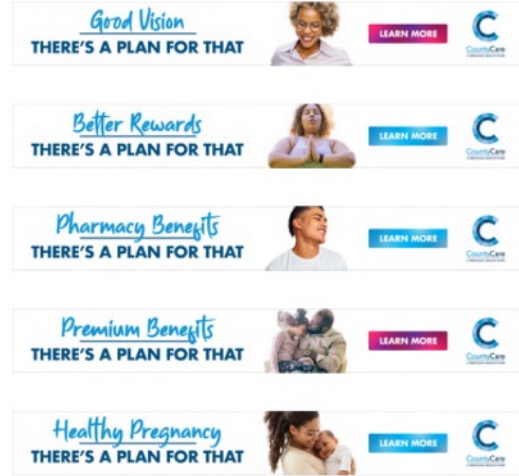 Good Vision
THERE'S A PLAN FOR THAT
LEARN MORE
CountyCare
Better Rewards
THERE'S A PLAN FOR THAT
LEARN MORE
CountyCare
Pharmacy Benefits
THERE'S A PLAN FOR THAT
LEARN MORE
CountyCare
Premium Benefits
THERE'S A PLAN FOR THAT
LEARN MORE
CountyCare
Healthy Pregnancy
THERE'S A PLAN FOR THAT
LEARN MORE
CountyCare